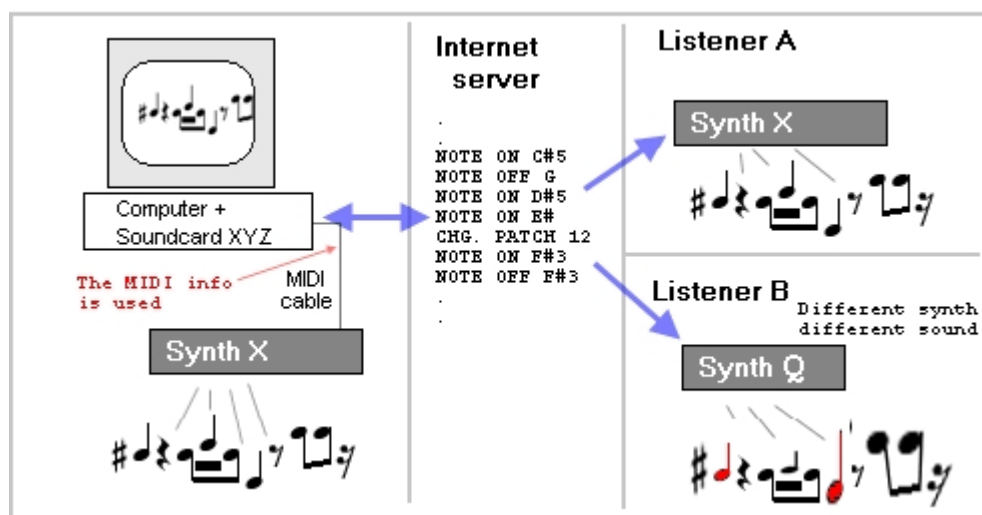 Computer +
Soundcard XYZ
The MIDI info
is used
MIDI
cable
Synth X
Internet
server
.
.
NOTE ON C#5
NOTE OFF G
NOTE ON D#5
NOTE ON E#
CHG. PATCH 12
NOTE ON F#3
NOTE OFF F#3
.
.
Listener A
Synth X
Listener B
Different synth
different sound
Synth Q